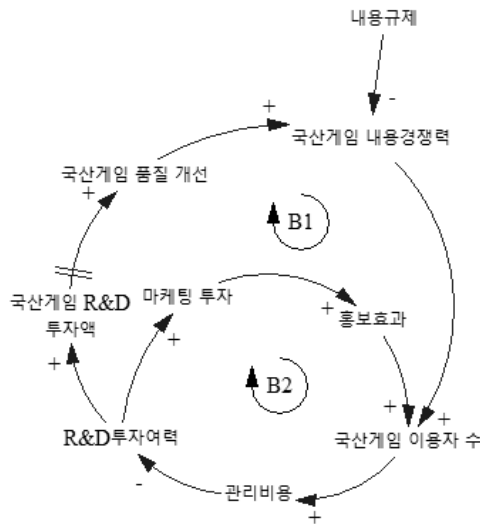 내용규제
-
+
국산게임 내용경쟁력
국산게임 품질 개선
+
B1
국산게임 R&D
투자액
마케팅 투자
+
홍보효과
+
+
B2
+
+
R&D투자여력
국산게임 이용자 수
-
관리비용
+